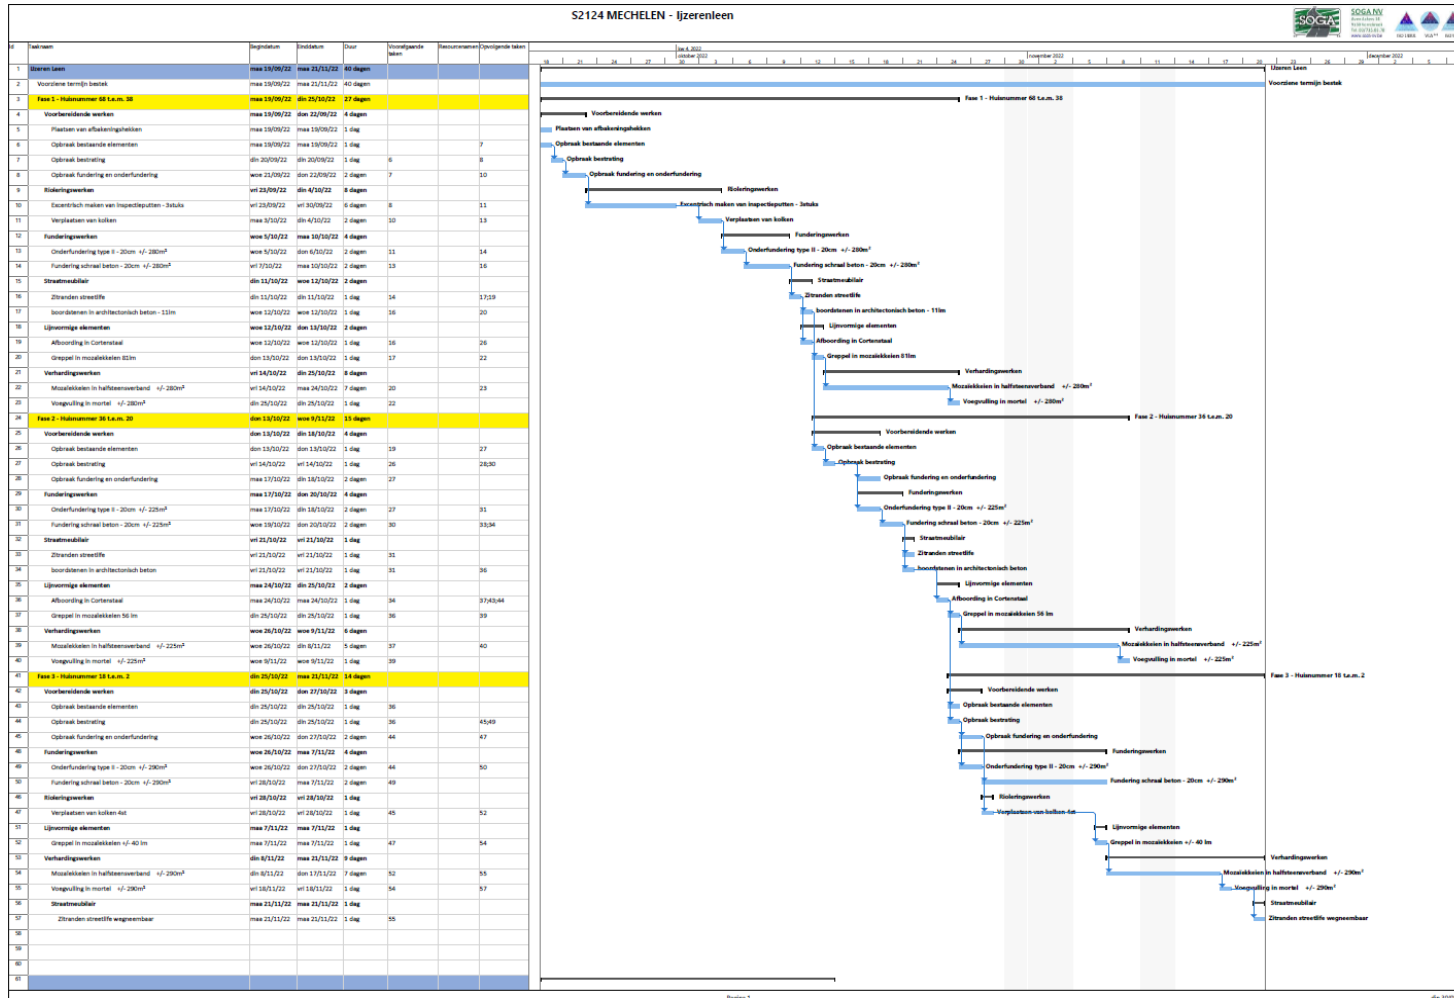 S2124 MECHELEN - Ijzerenleen
SOGA
SOGA NV
Id Taaknaam Begindatum Einddatum Duur Voorafgaande taken Resourcenamen Opvolgende taken
oktober 2022 november 2022 december 2022
1 IJzeren Leen maa 19/09/22 maa 21/11/22 40 dagen
2 Voorziene termijn bestek maa 19/09/22 maa 21/11/22 40 dagen
3 Fase 1 - Huisnummer 68 t.e.m. 38 maa 19/09/22 din 25/10/22 27 dagen
4 Voorbereidende werken maa 19/09/22 don 22/09/22 4 dagen
5 Plaatsen van afbakeningshekken maa 19/09/22 maa 19/09/22 1 dag
6 Opbraak bestaande elementen maa 19/09/22 maa 19/09/22 1 dag 7
7 Opbraak bestrating din 20/09/22 din 20/09/22 1 dag 6 8
8 Opbraak fundering en onderfundering woe 21/09/22 don 22/09/22 2 dagen 7 10
9 Rioleringswerken vri 23/09/22 din 4/10/22 8 dagen
10 Excentrisch maken van inspectieputten - 3stuks vri 23/09/22 vri 30/09/22 6 dagen 8 11
11 Verplaatsen van kolken maa 3/10/22 din 4/10/22 2 dagen 10 13
12 Funderingswerken woe 5/10/22 maa 10/10/22 4 dagen
13 Onderfundering type II - 20cm +/- 280m² woe 5/10/22 don 6/10/22 2 dagen 11 14
14 Fundering schraal beton - 20cm +/- 280m² vri 7/10/22 maa 10/10/22 2 dagen 13 16
15 Straatmeubilair din 11/10/22 woe 12/10/22 2 dagen
16 Zitranden streetlife din 11/10/22 din 11/10/22 1 dag 14 17;19
17 boordstenen in architectonisch beton - 11lm woe 12/10/22 woe 12/10/22 1 dag 16 20
18 Lijnvormige elementen woe 12/10/22 don 13/10/22 2 dagen
19 Afboording in Cortenstaal woe 12/10/22 woe 12/10/22 1 dag 16 26
20 Greppel in mozaïekkeien 81lm don 13/10/22 don 13/10/22 1 dag 17 22
21 Verhardingswerken vri 14/10/22 din 25/10/22 8 dagen
22 Mozaïekkeien in halfsteensverband +/- 280m² vri 14/10/22 maa 24/10/22 7 dagen 20 23
23 Voegvulling in mortel +/- 280m² din 25/10/22 din 25/10/22 1 dag 22
24 Fase 2 - Huisnummer 36 t.e.m. 20 don 13/10/22 woe 9/11/22 15 dagen
25 Voorbereidende werken don 13/10/22 din 18/10/22 4 dagen
26 Opbraak bestaande elementen don 13/10/22 don 13/10/22 1 dag 19 27
27 Opbraak bestrating vri 14/10/22 vri 14/10/22 1 dag 26 28;30
28 Opbraak fundering en onderfundering maa 17/10/22 din 18/10/22 2 dagen 27
29 Funderingswerken maa 17/10/22 don 20/10/22 4 dagen
30 Onderfundering type II - 20cm +/- 225m² maa 17/10/22 din 18/10/22 2 dagen 27 31
31 Fundering schraal beton - 20cm +/- 225m² woe 19/10/22 don 20/10/22 2 dagen 30 33;34
32 Straatmeubilair vri 21/10/22 vri 21/10/22 1 dag
33 Zitranden streetlife vri 21/10/22 vri 21/10/22 1 dag 31
34 boordstenen in architectonisch beton vri 21/10/22 vri 21/10/22 1 dag 31 36
35 Lijnvormige elementen maa 24/10/22 din 25/10/22 2 dagen
36 Afboording in Cortenstaal maa 24/10/22 maa 24/10/22 1 dag 34 37;43;44
37 Greppel in mozaïekkeien 56 lm din 25/10/22 din 25/10/22 1 dag 36 39
38 Verhardingswerken woe 26/10/22 woe 9/11/22 6 dagen
39 Mozaïekkeien in halfsteensverband +/- 225m² woe 26/10/22 din 8/11/22 5 dagen 37 40
40 Voegvulling in mortel +/- 225m² woe 9/11/22 woe 9/11/22 1 dag 39
41 Fase 3 - Huisnummer 18 t.e.m. 2 din 25/10/22 maa 21/11/22 14 dagen
42 Voorbereidende werken din 25/10/22 don 27/10/22 3 dagen
43 Opbraak bestaande elementen din 25/10/22 din 25/10/22 1 dag 36
44 Opbraak bestrating din 25/10/22 din 25/10/22 1 dag 36 45;49
45 Opbraak fundering en onderfundering woe 26/10/22 don 27/10/22 2 dagen 44 47
48 Funderingswerken woe 26/10/22 maa 7/11/22 4 dagen
49 Onderfundering type II - 20cm +/- 290m² woe 26/10/22 don 27/10/22 2 dagen 44 50
50 Fundering schraal beton - 20cm +/- 290m² vri 28/10/22 maa 7/11/22 2 dagen 49
46 Rioleringswerken vri 28/10/22 vri 28/10/22 1 dag
47 Verplaatsen van kolken 4st vri 28/10/22 vri 28/10/22 1 dag 45 52
51 Lijnvormige elementen maa 7/11/22 maa 7/11/22 1 dag
52 Greppel in mozaïekkeien +/- 40 lm maa 7/11/22 maa 7/11/22 1 dag 47 54
53 Verhardingswerken din 8/11/22 maa 21/11/22 9 dagen
54 Mozaïekkeien in halfsteensverband +/- 290m² din 8/11/22 don 17/11/22 7 dagen 52 55
55 Voegvulling in mortel +/- 290m² vri 18/11/22 vri 18/11/22 1 dag 54 57
56 Straatmeubilair maa 21/11/22 maa 21/11/22 1 dag
57 Zitranden streetlife wegneembaar maa 21/11/22 maa 21/11/22 1 dag 55
58
59
60
61
Pagina 1